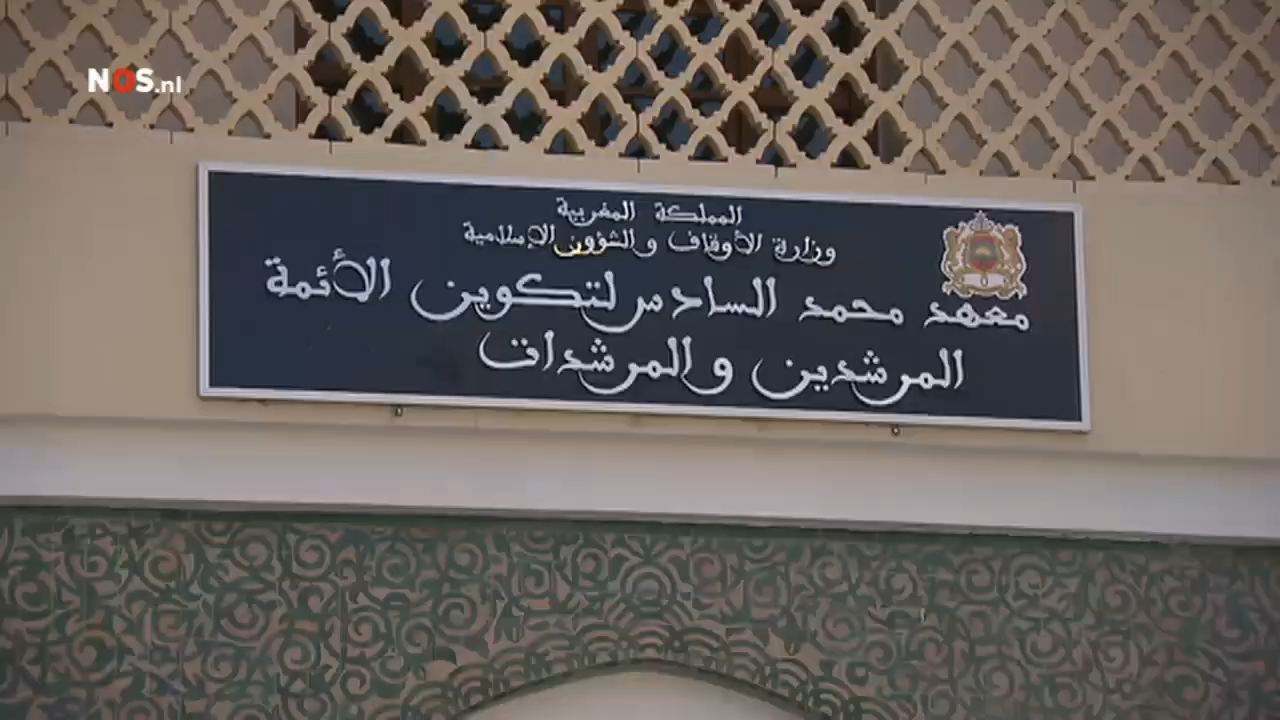 NOS.nl
المملكة المغربية
وزارة الأوقاف والشؤون الإسلامية
معهد محمد السادس لتكوين الأئمة
المرشدين والمرشدات